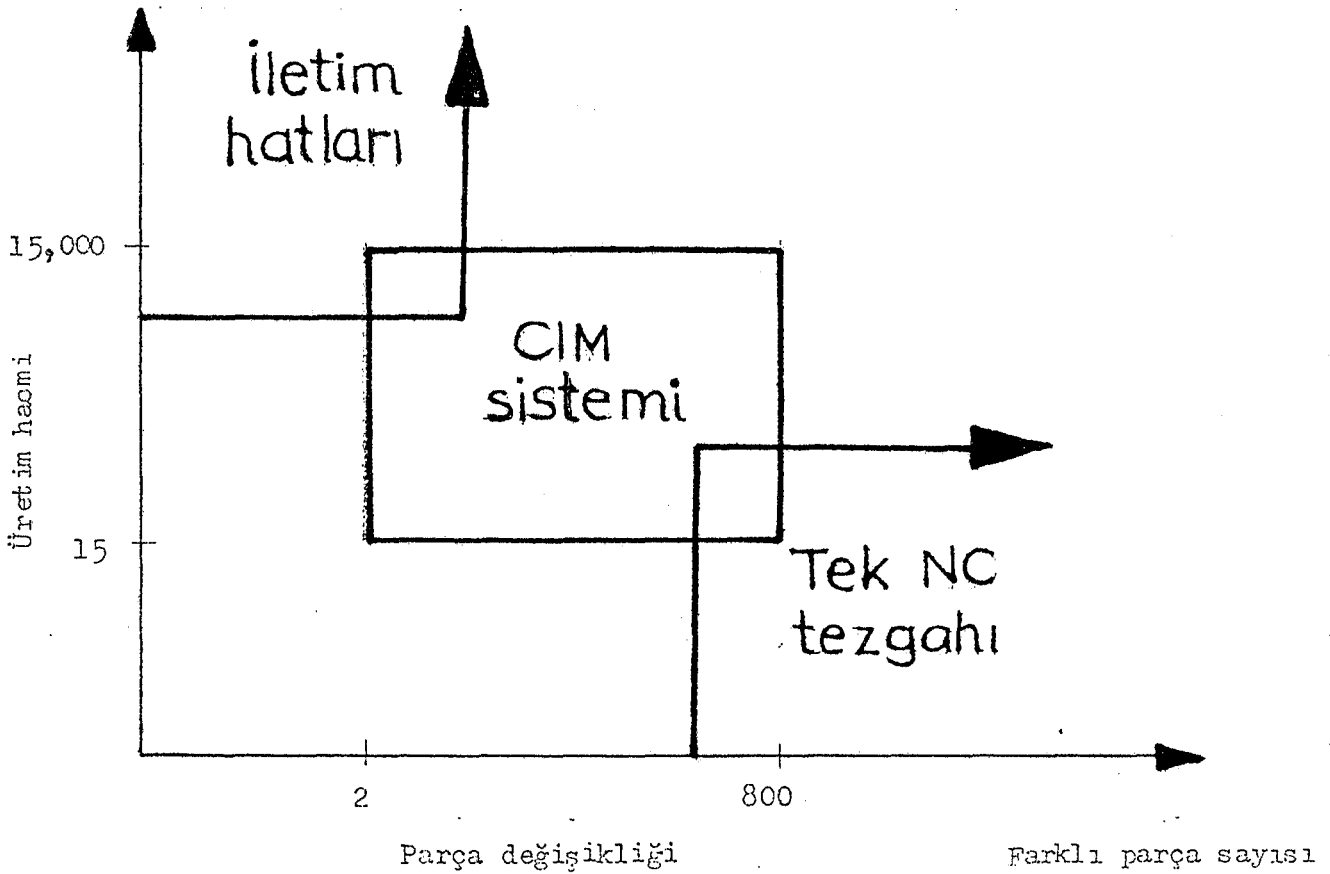 İletim
hatları
15,000
CIM
sistemi
Üretim hacmi
15
Tek NC
tezgahı
2
800
Parça değişikliği
Farklı parça sayısı